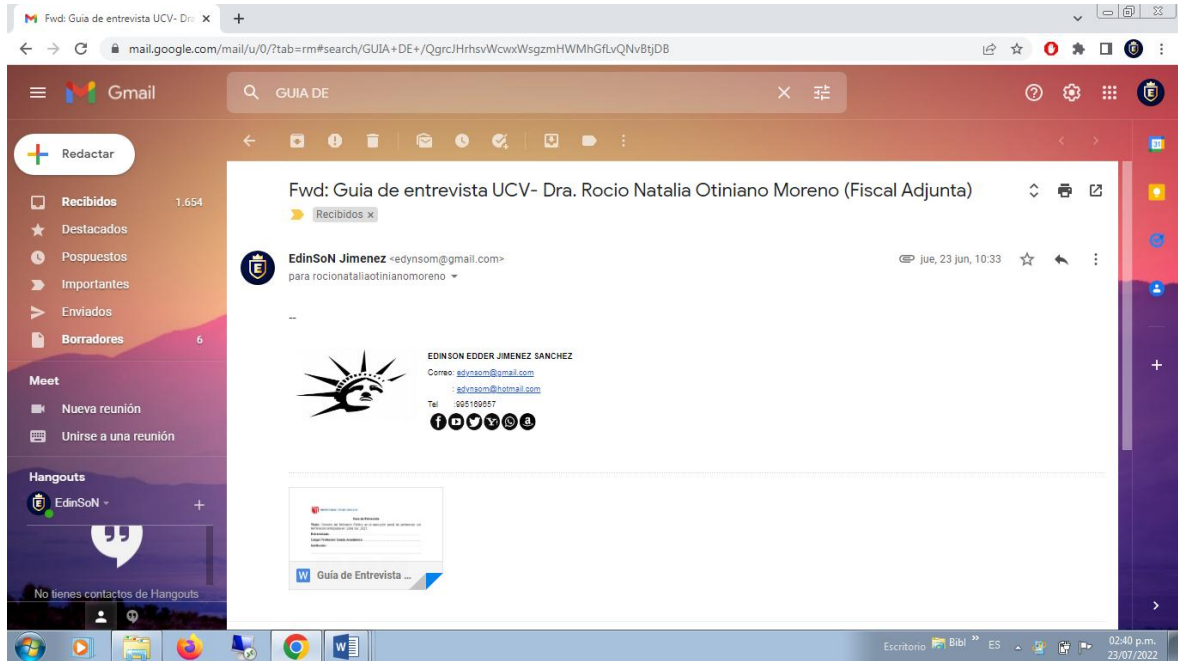 Fwd: Guia de entrevista UCV- Dra
mail.google.com/mail/u/0/?tab=rm#search/GUIA+DE+/QgrcJHrhsvWcwxWsgzmHWMhGfLvQNvBtjDB
Gmail
GUIA DE
Redactar
Recibidos 1.654
Destacados
Pospuestos
Importantes
Enviados
Borradores 6
Meet
Nueva reunión
Unirse a una reunión
Hangouts
EdinSoN
No tienes contactos de Hangouts
Fwd: Guia de entrevista UCV- Dra. Rocio Natalia Otiniano Moreno (Fiscal Adjunta)
Recibidos x
EdinSoN Jimenez <edynsom@gmail.com>
jue, 23 jun, 10:33
para rocionataliaotinianomoreno
--
EDINSON EDDER JIMENEZ SANCHEZ
Correo: edynsom@gmail.com
: edynsom@hotmail.com
Tel :995169857
W Guía de Entrevista ...
31
Escritorio Bibl » ES
02:40 p.m.
23/07/2022